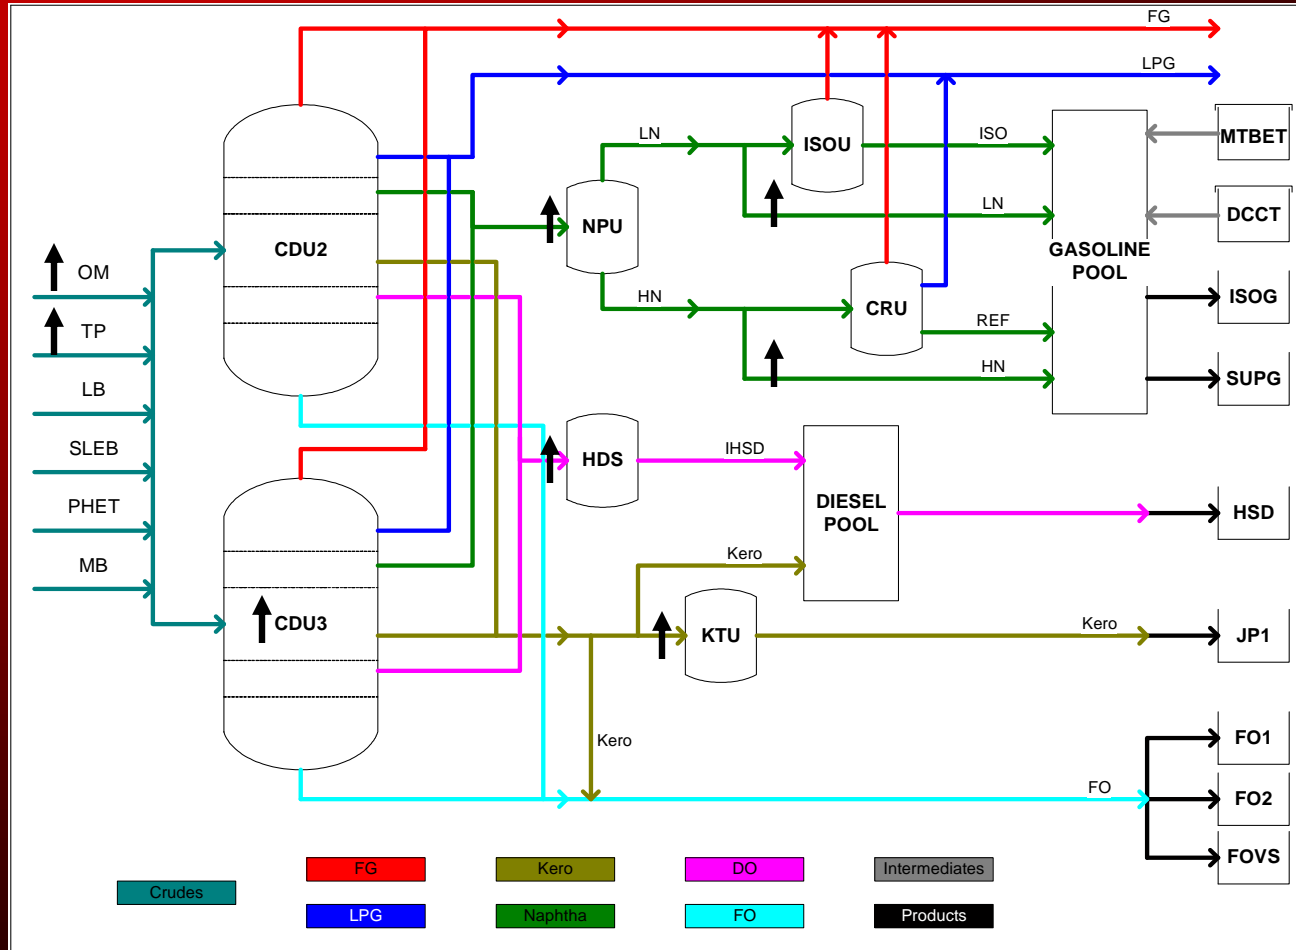 FG
LPG
LN
ISOU
ISO
MTBET
OM
CDU2
NPU
LN
DCCT
GASOLINE
POOL
TP
HN
CRU
REF
ISOG
LB
HN
SUPG
SLEB
HDS
IHSD
DIESEL
POOL
HSD
PHET
Kero
MB
CDU3
KTU
Kero
JP1
Kero
FO1
FO
FO2
FOVS
Crudes
FG
Kero
DO
Intermediates
LPG
Naphtha
FO
Products